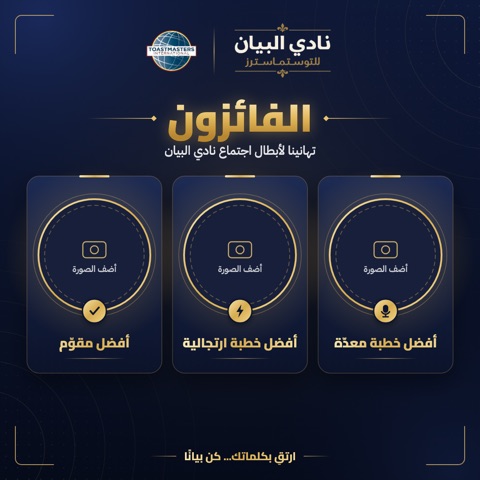 نادي البيان
للتوستماسترز
TOASTMASTERS
INTERNATIONAL
الفائزون
تهانينا لأبطال اجتماع نادي البيان
أضف الصورة
أفضل خطبة معدّة
أضف الصورة
أفضل خطبة ارتجالية
أضف الصورة
أفضل مقوّم
ارتقِ بكلماتك... كن بيانًا